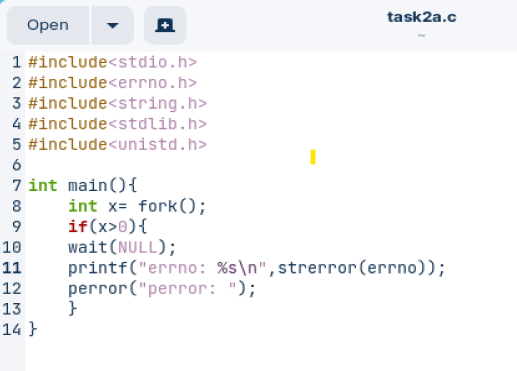 Open
task2a.c
~
1 #include<stdio.h>
2 #include<errno.h>
3 #include<string.h>
4 #include<stdlib.h>
5 #include<unistd.h>
6
7 int main(){
8     int x= fork();
9     if(x>0){
10     wait(NULL);
11     printf("errno: %s\n",strerror(errno));
12     perror("perror: ");
13     }
14 }